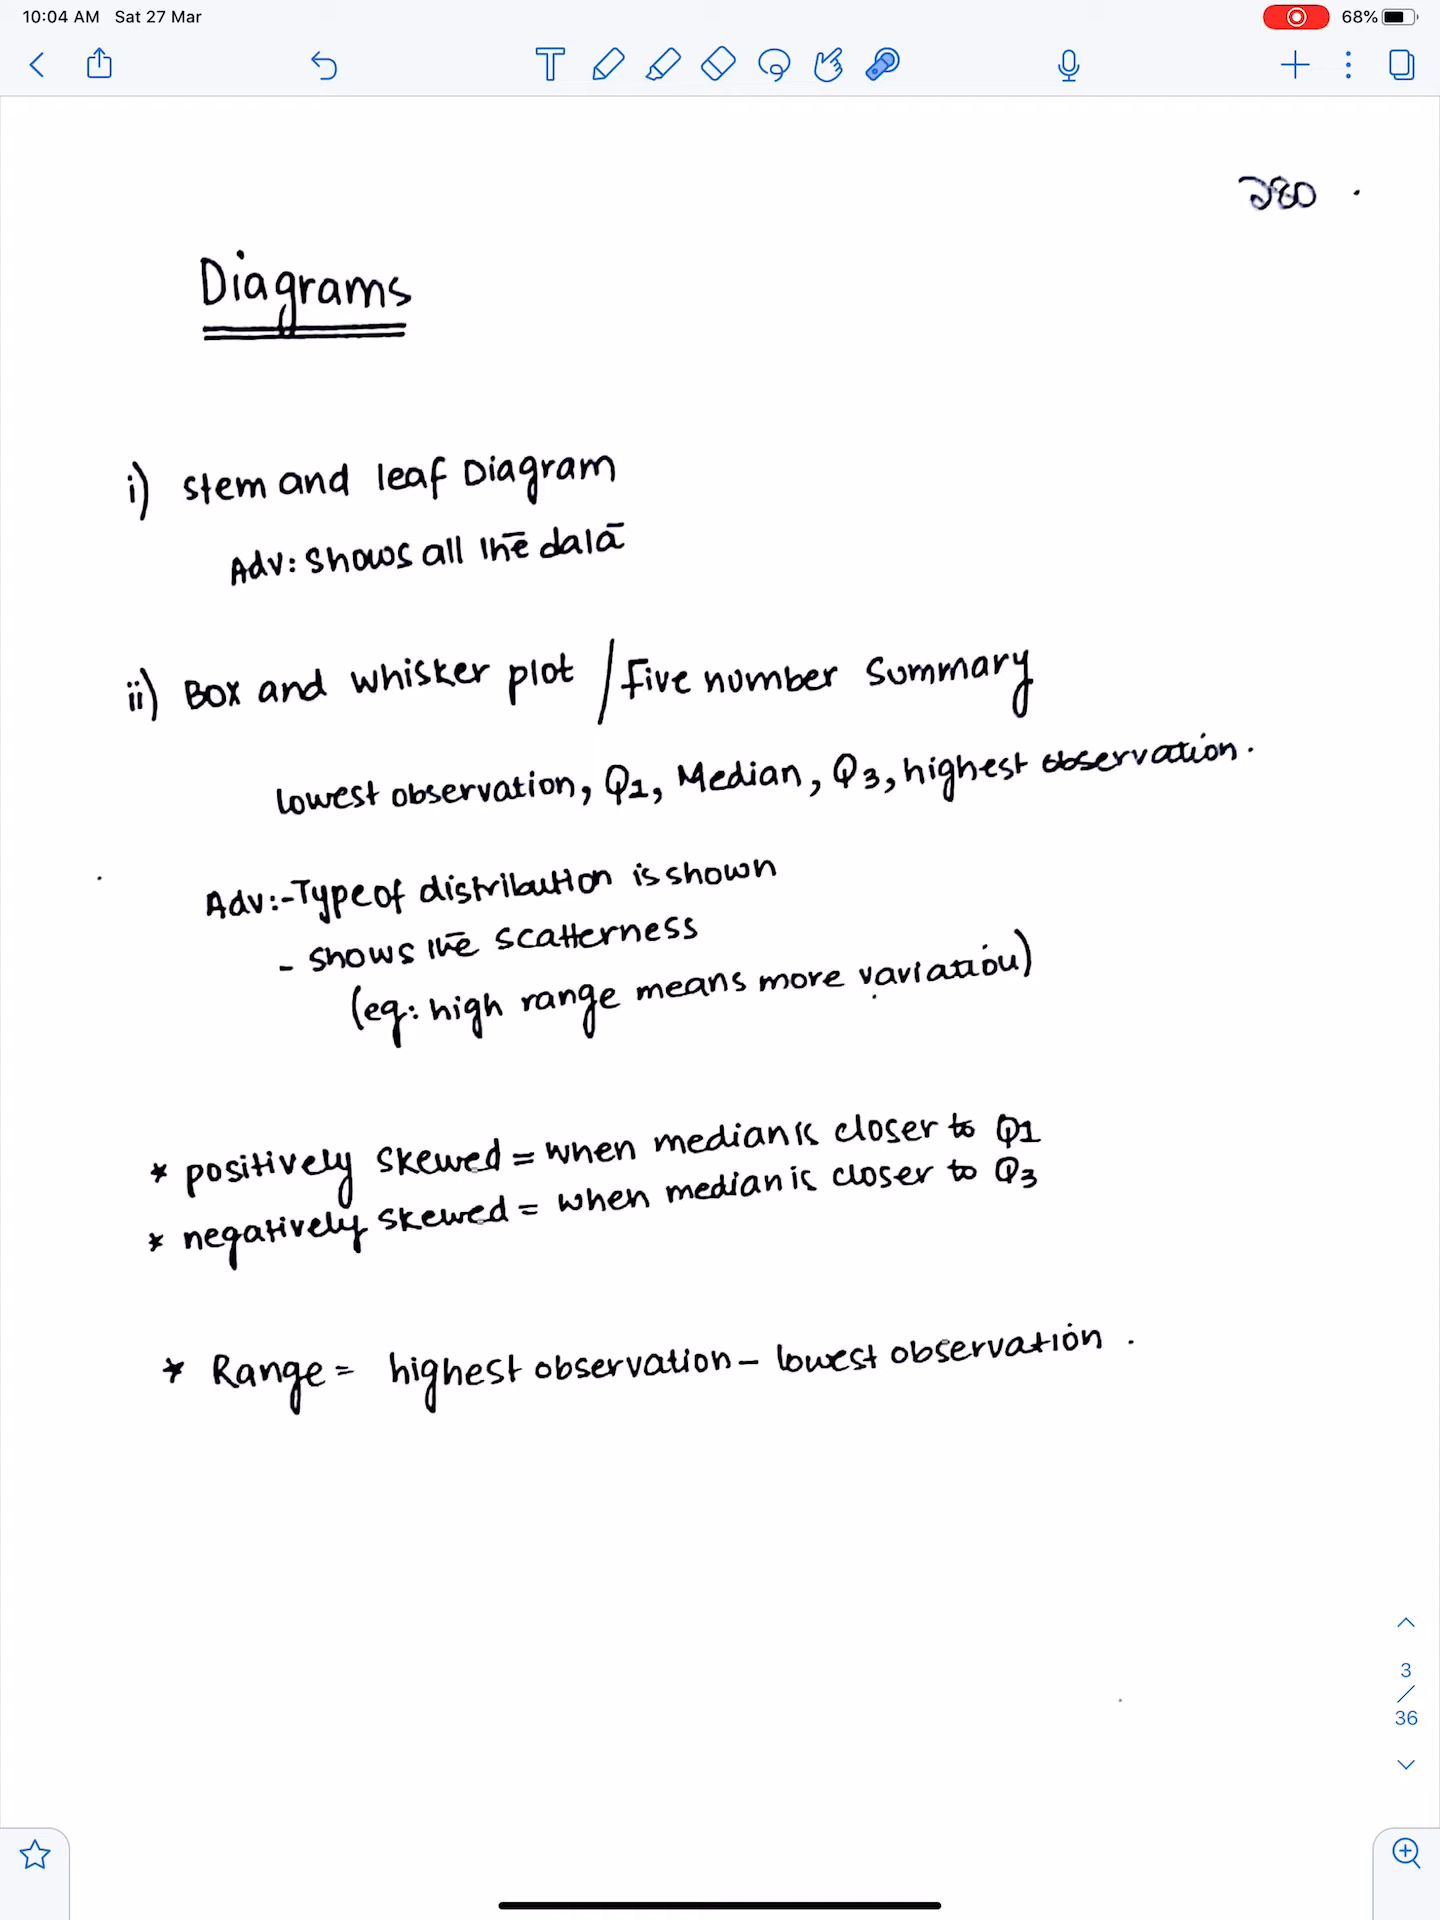 10:04 AM Sat 27 Mar
68%
Diagrams
i) Stem and leaf Diagram
Adv: Shows all the data
ii) Box and whisker plot / Five number Summary
lowest observation, Q1, Median, Q3, highest observation.
Adv:-Type of distribution is shown
- shows the scatterness
(eg: high range means more variation)
* positively skewed = when median is closer to Q1
* negatively skewed = when median is closer to Q3
* Range = highest observation – lowest observation.
3
/
36